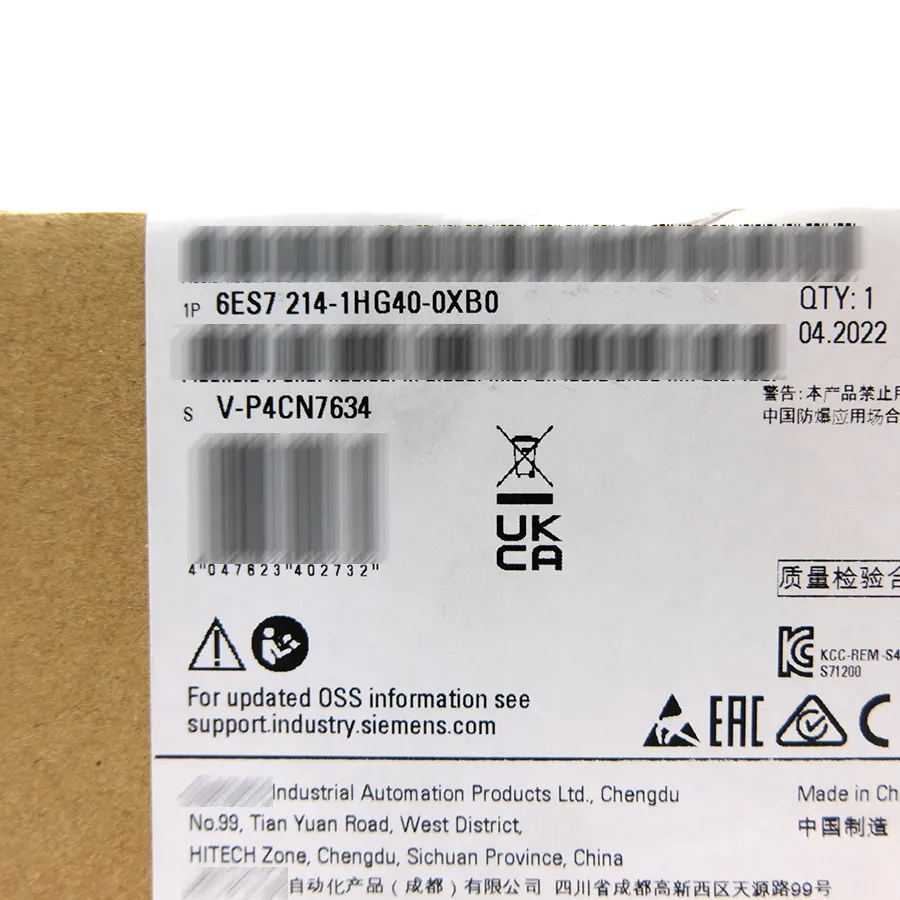 1P 6ES7 214-1HG40-0XB0
QTY: 1
04.2022
S V-P4CN7634
警告:本产品禁止用
中国防爆应用场合
4"047623"402732"
UK
CA
质量检验合
KCC-REM-S4
S71200
For updated OSS information see
support.industry.siemens.com
EAC
Industrial Automation Products Ltd., Chengdu
No.99, Tian Yuan Road, West District,
HITECH Zone, Chengdu, Sichuan Province, China
Made in Ch
中国制造
自动化产品(成都)有限公司 四川省成都高新西区天源路99号